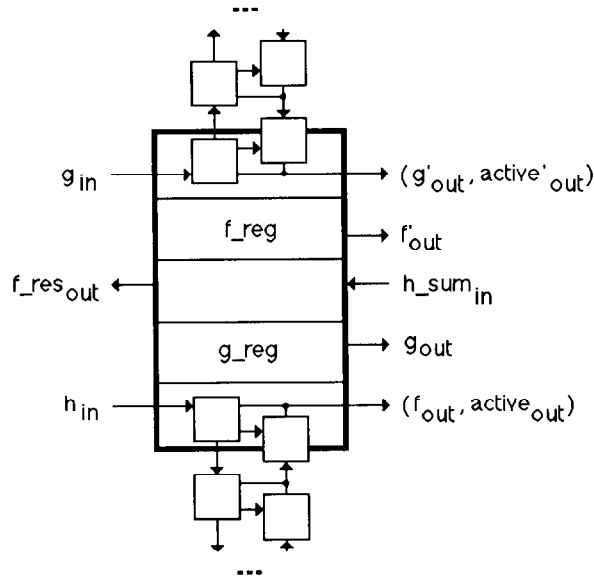 ...
g_in (g'_out, active'_out)
f_reg f'_out
f_res_out h_sum_in
g_reg g_out
h_in (f_out, active_out)
...